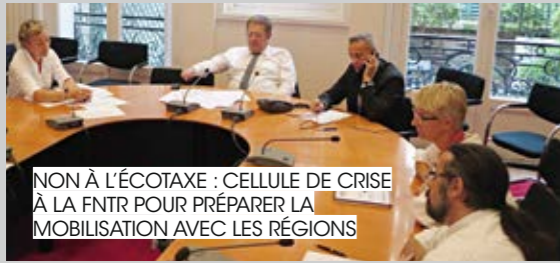 NON À L'ÉCOTAXE : CELLULE DE CRISE
À LA FNTR POUR PRÉPARER LA
MOBILISATION AVEC LES RÉGIONS